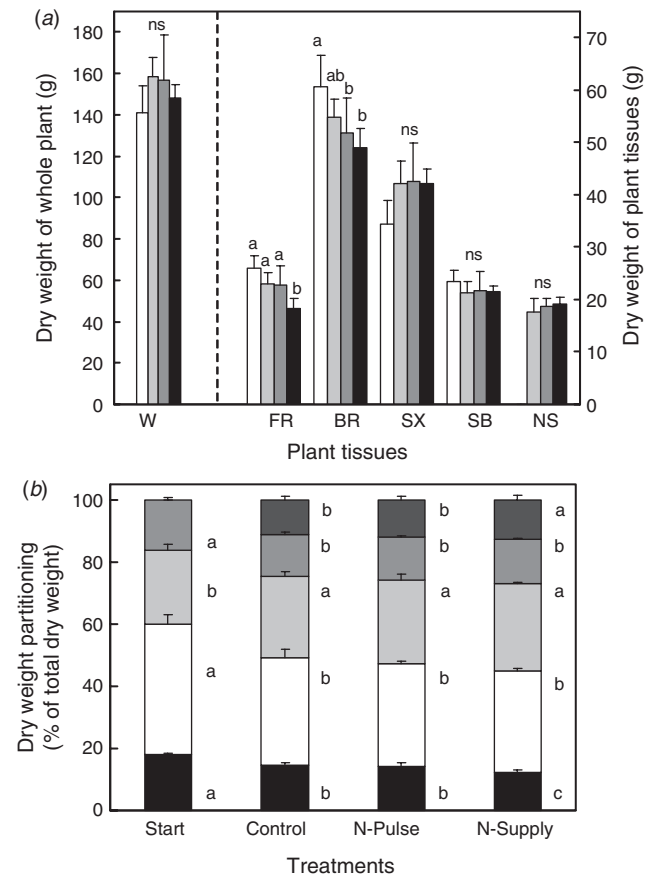 (a)
Dry weight of whole plant (g)
180
160
140
120
100
80
60
40
20
0
ns
a
a
a
b
a
ab
b
b
ns
ns
ns
70
60
50
40
30
20
10
0
Dry weight of plant tissues (g)
W FR BR SX SB NS
Plant tissues
(b)
Dry weight partitioning
(% of total dry weight)
100
80
60
40
20
0
a b b a
b b b b
a a a a
a b b b
a b b c
Start Control N-Pulse N-Supply
Treatments